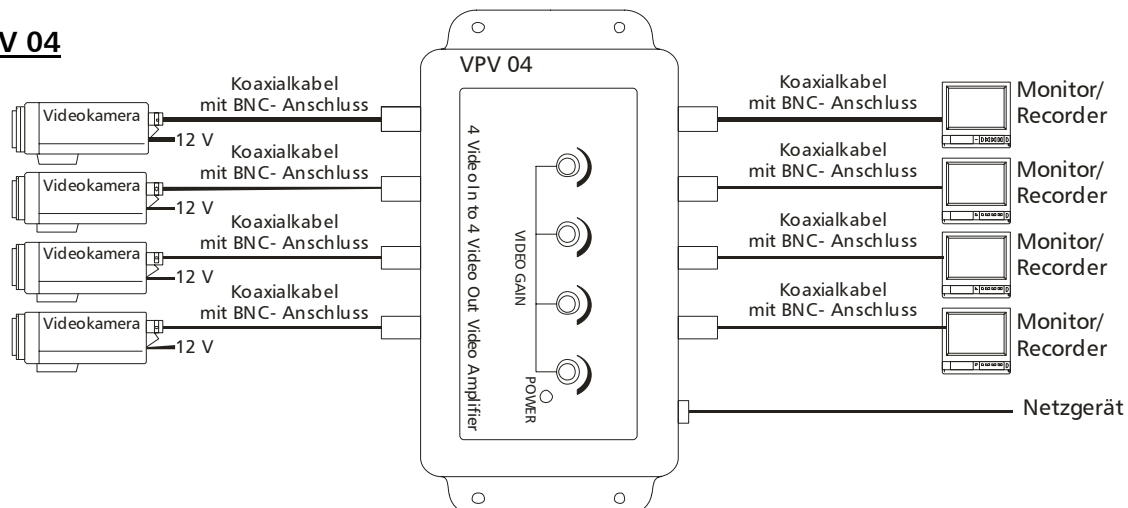 V 04
VPV 04
Koaxialkabel
mit BNC- Anschluss
Videokamera
12 V
Koaxialkabel
mit BNC- Anschluss
Videokamera
12 V
Koaxialkabel
mit BNC- Anschluss
Videokamera
12 V
Koaxialkabel
mit BNC- Anschluss
Videokamera
12 V
4 Video In to 4 Video Out Video Amplifier
VIDEO GAIN
POWER
Koaxialkabel
mit BNC- Anschluss
Monitor/
Recorder
Koaxialkabel
mit BNC- Anschluss
Monitor/
Recorder
Koaxialkabel
mit BNC- Anschluss
Monitor/
Recorder
Koaxialkabel
mit BNC- Anschluss
Monitor/
Recorder
Netzgerät